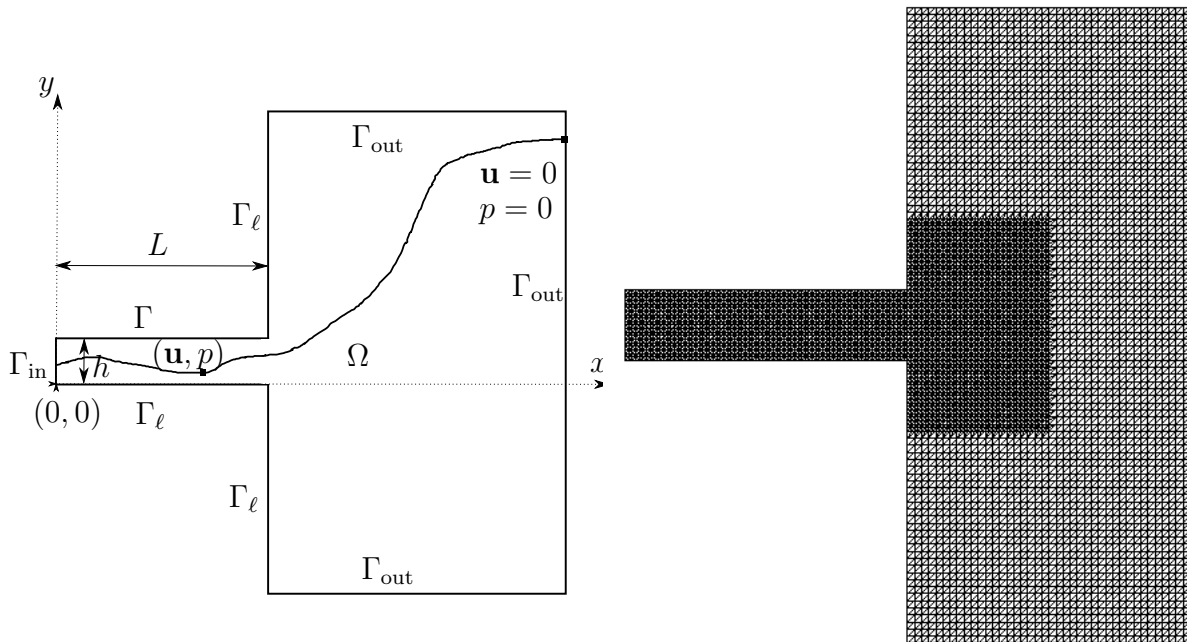 y
Γout
u = 0
p = 0
Γℓ
L
Γout
Γ
(u, p)
Γin
h
Ω
x
(0, 0)
Γℓ
Γℓ
Γout